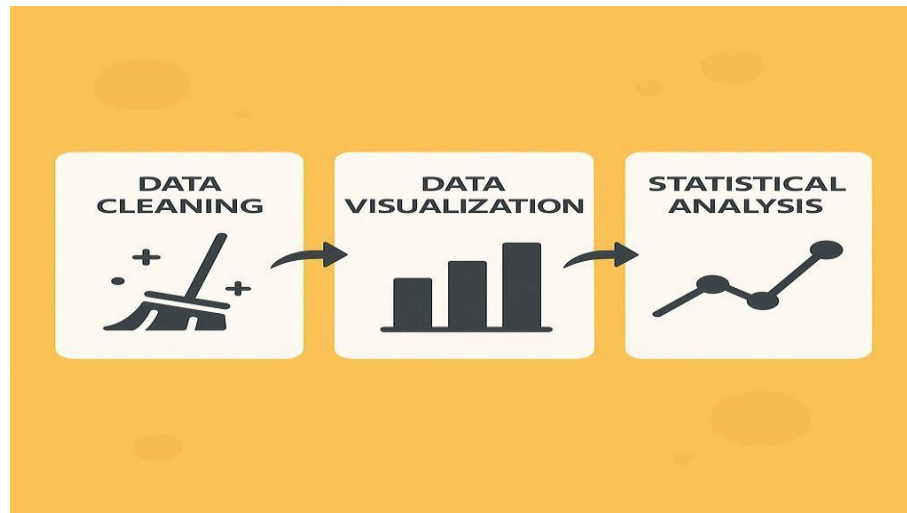 DATA
CLEANING
DATA
VISUALIZATION
STATISTICAL
ANALYSIS